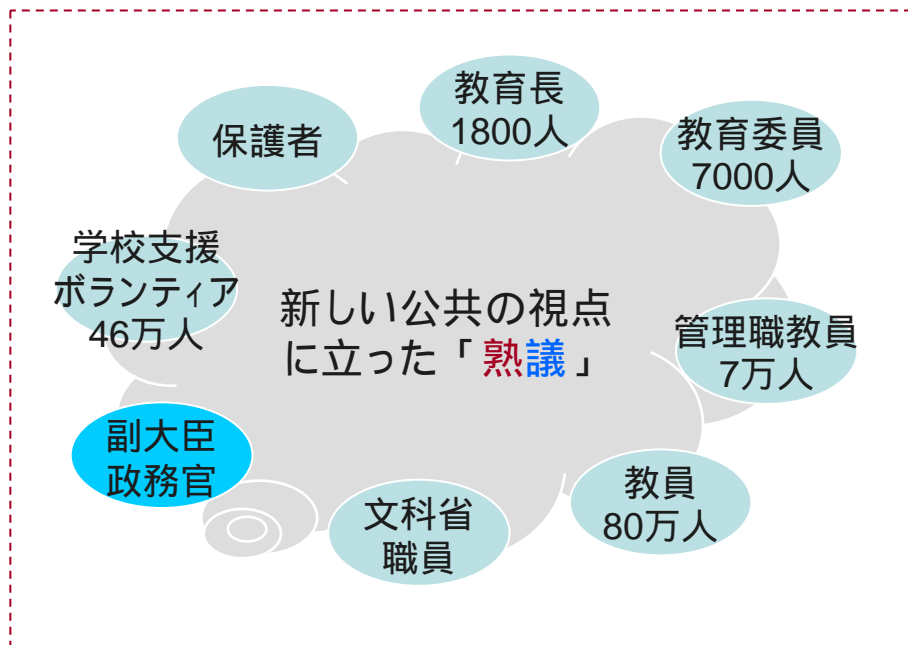 教育長
1800人
保護者
教育委員
7000人
学校支援
ボランティア
46万人
新しい公共の視点
に立った「熟議」
管理職教員
7万人
副大臣
政務官
教員
80万人
文科省
職員